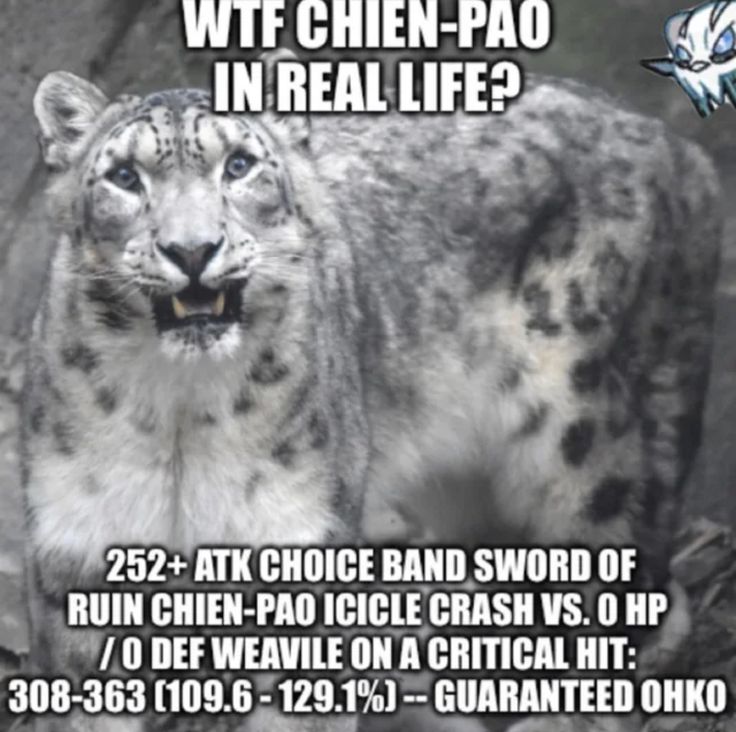 WTF CHIEN-PAO
IN REAL LIFE?
252+ ATK CHOICE BAND SWORD OF
RUIN CHIEN-PAO ICICLE CRASH VS. 0 HP
/ 0 DEF WEAVILE ON A CRITICAL HIT:
308-363 (109.6 - 129.1%) -- GUARANTEED OHKO